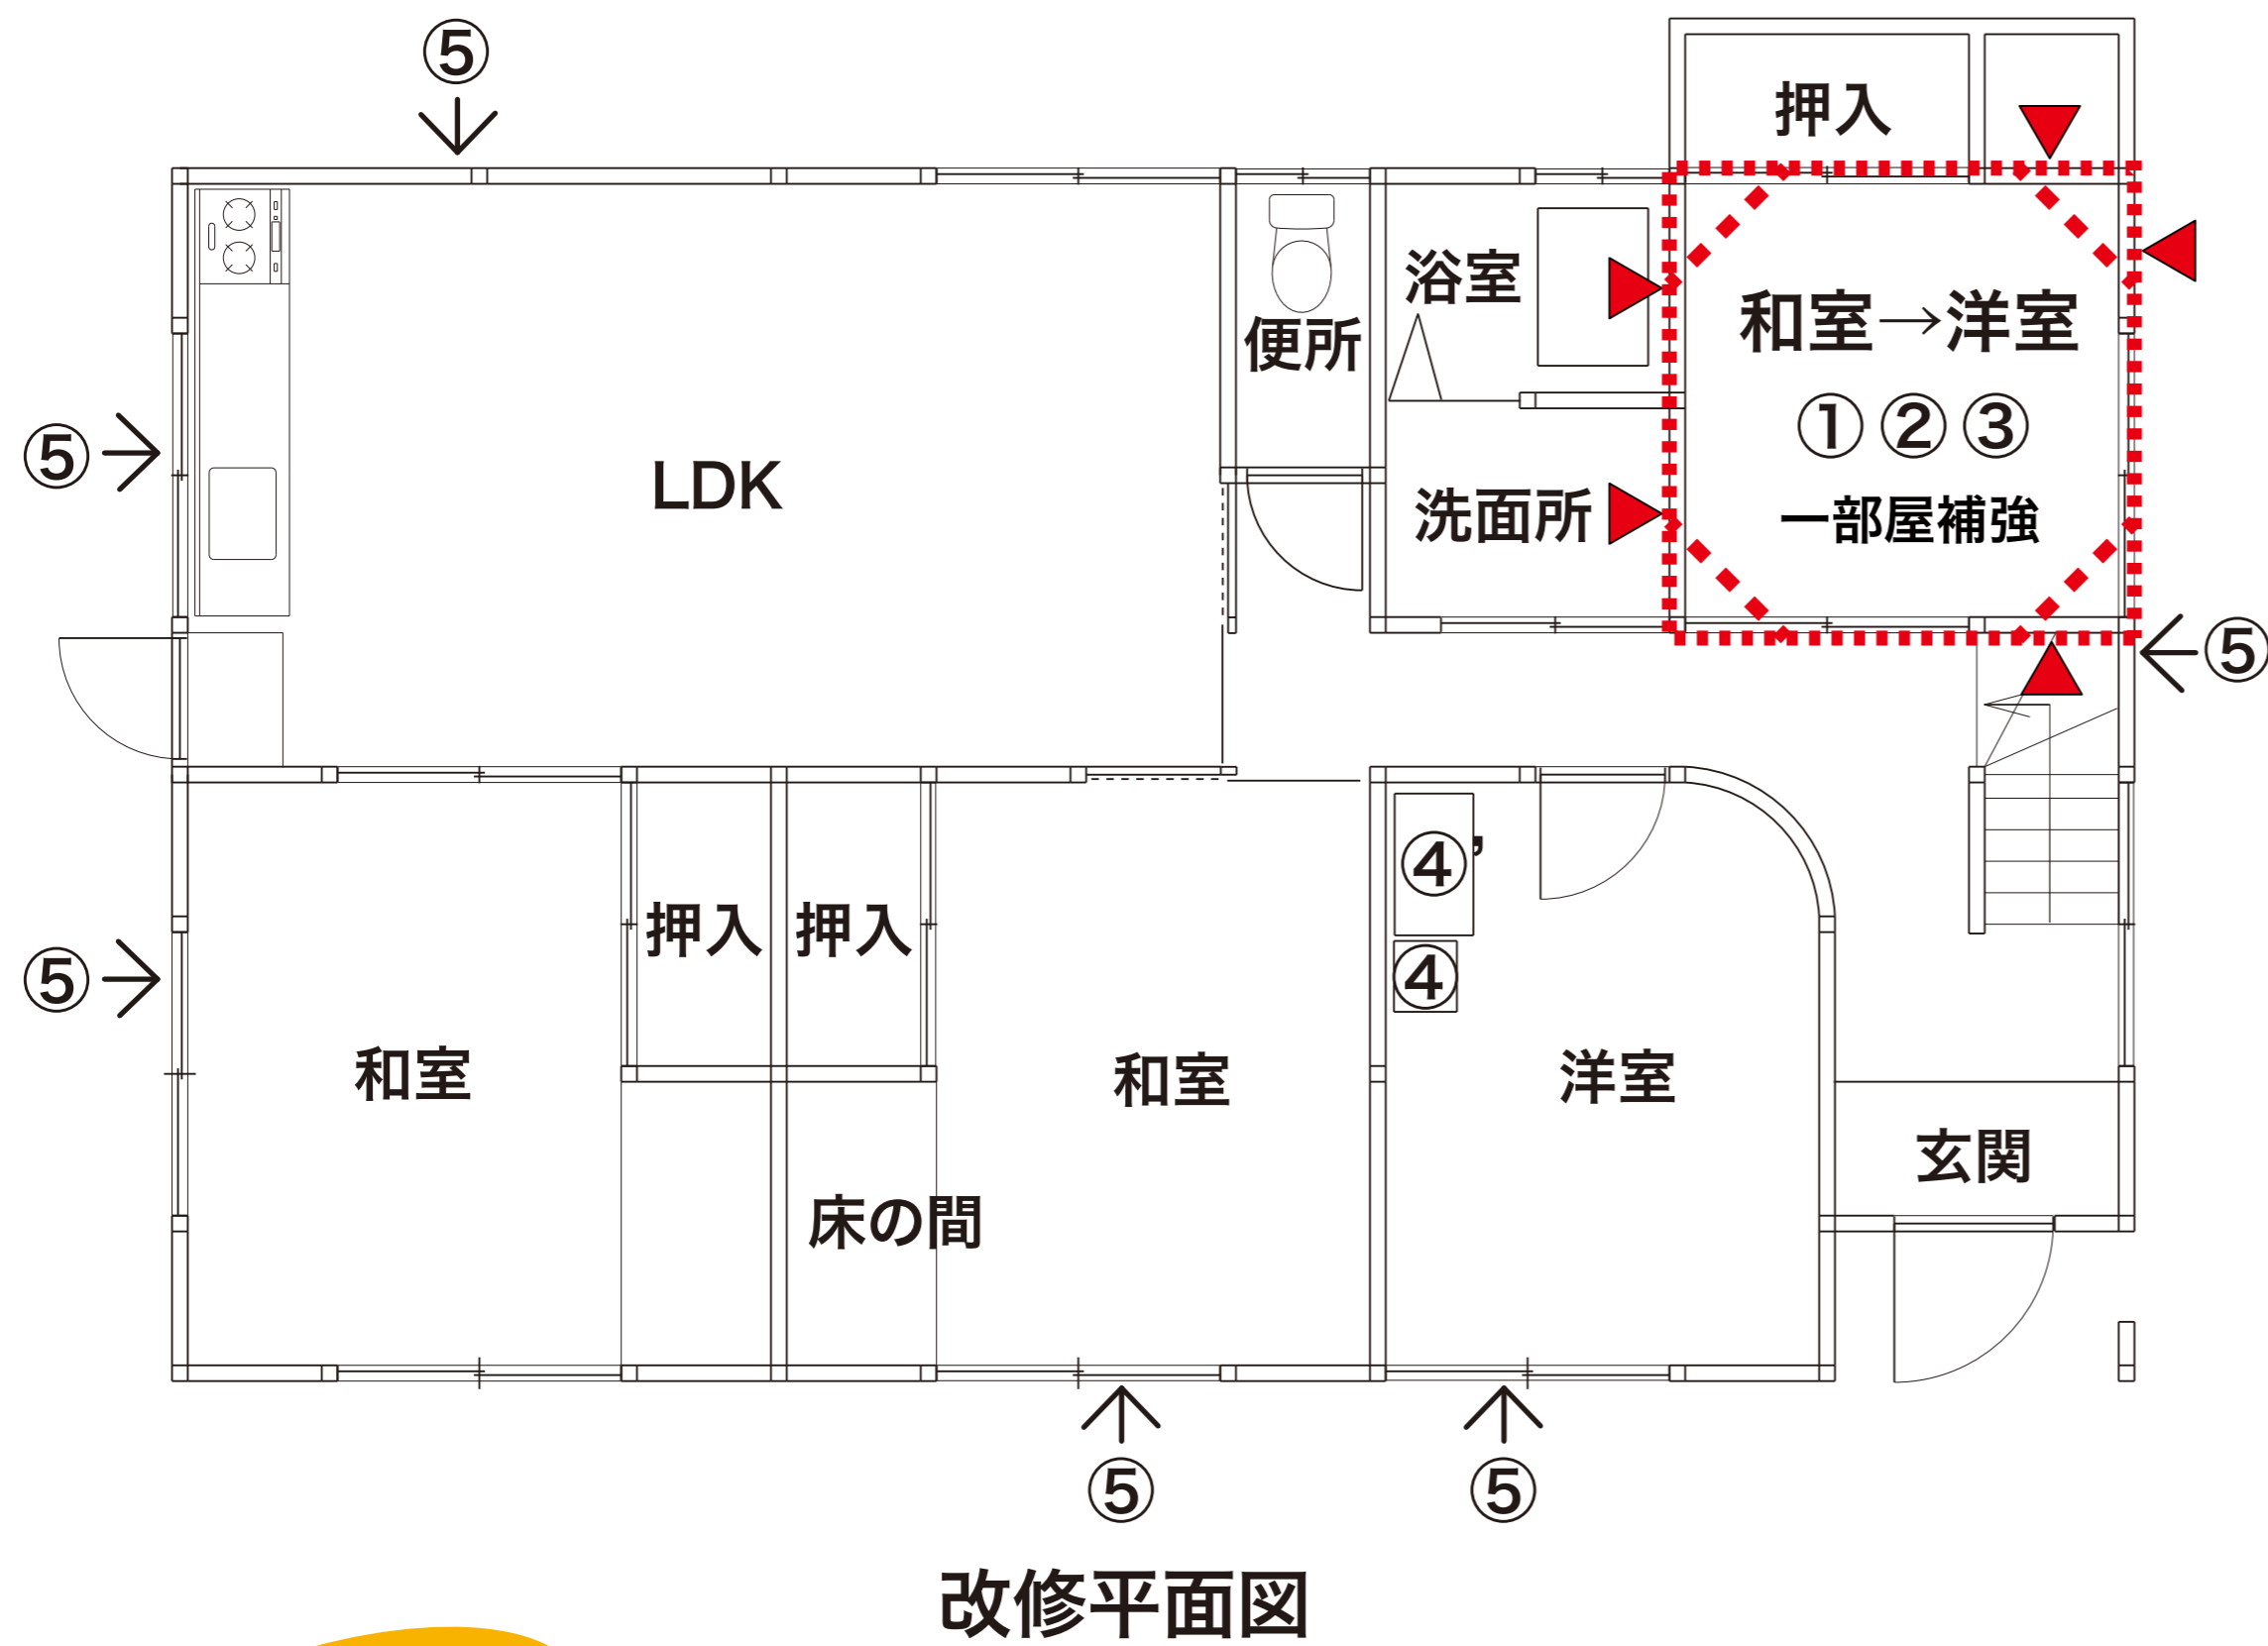 ⑤
押入
浴室
便所
和室→洋室
①②③
⑤
LDK
洗面所
一部屋補強
⑤
④’
押入
押入
⑤
④
和室
和室
洋室
玄関
床の間
⑤
⑤
改修平面図